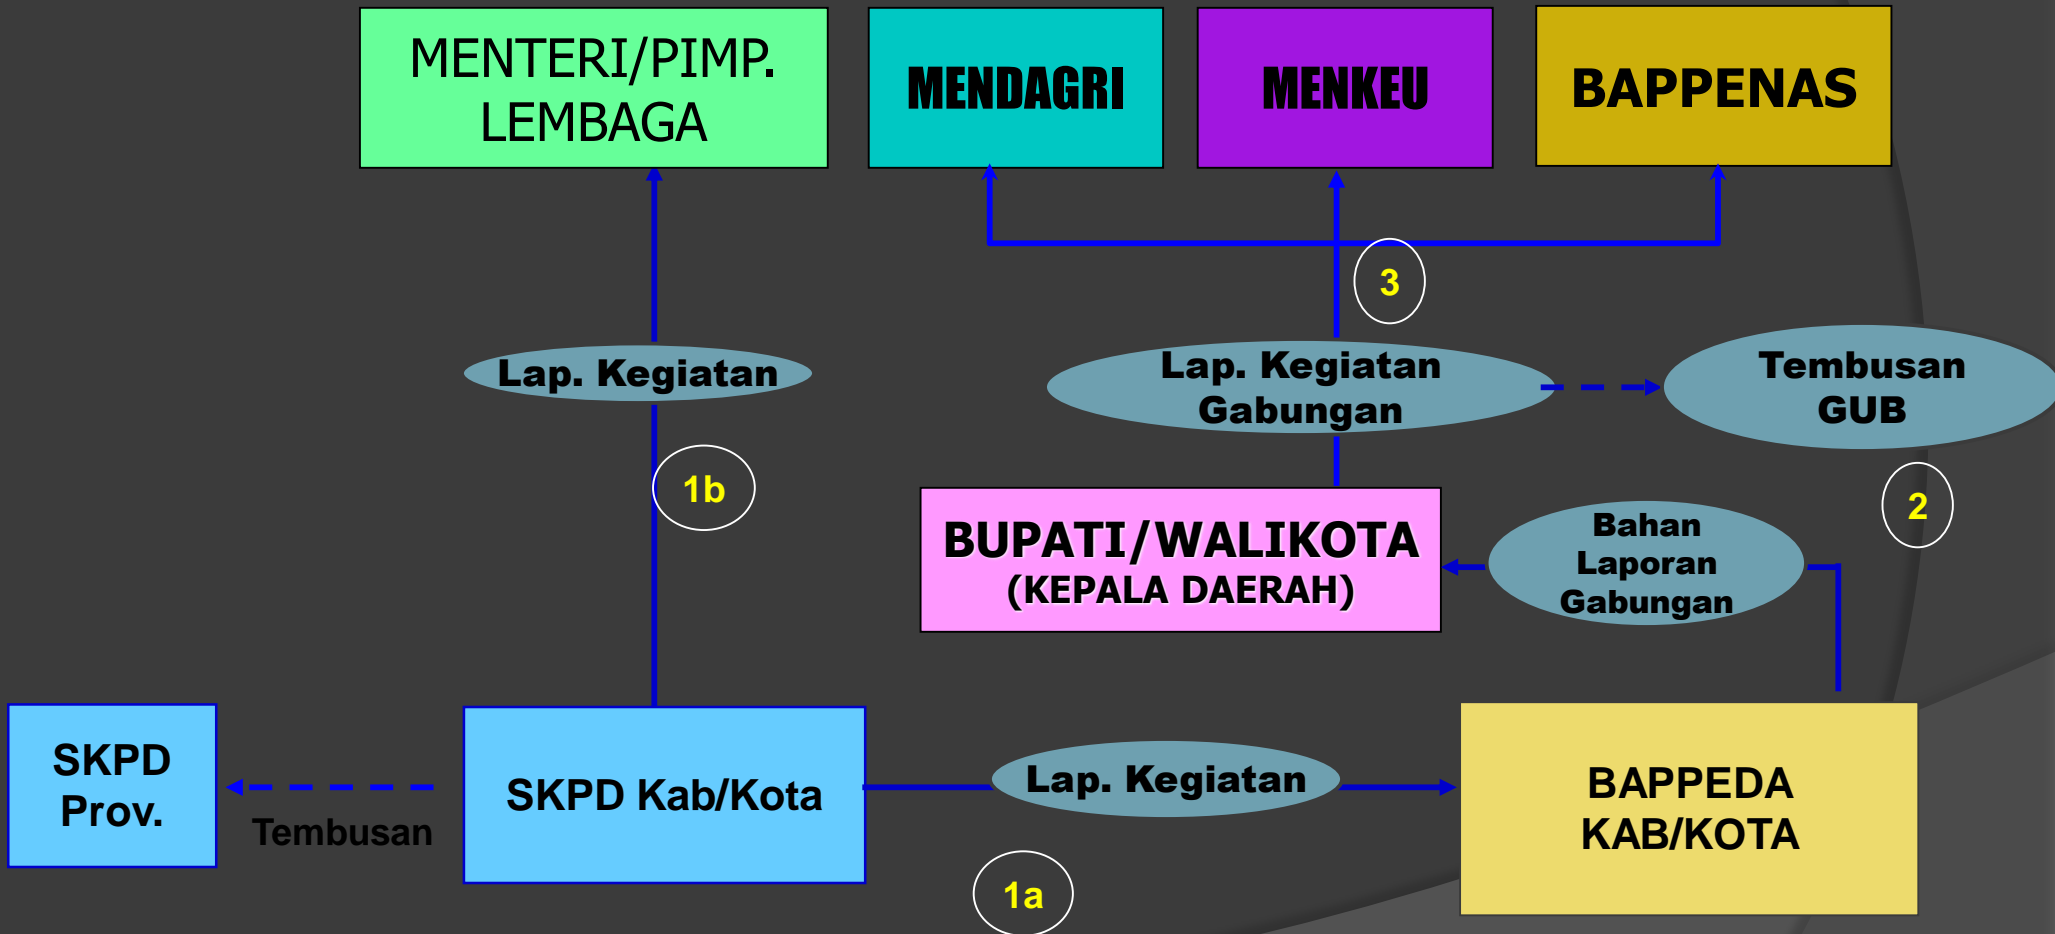 MENTERI/PIMP.
LEMBAGA
MENDAGRI
MENKEU
BAPPENAS
3
Lap. Kegiatan
Lap. Kegiatan
Gabungan
Tembusan
GUB
1b
2
BUPATI/WALIKOTA
(KEPALA DAERAH)
Bahan
Laporan
Gabungan
SKPD
Prov.
Tembusan
SKPD Kab/Kota
Lap. Kegiatan
BAPPEDA
KAB/KOTA
1a